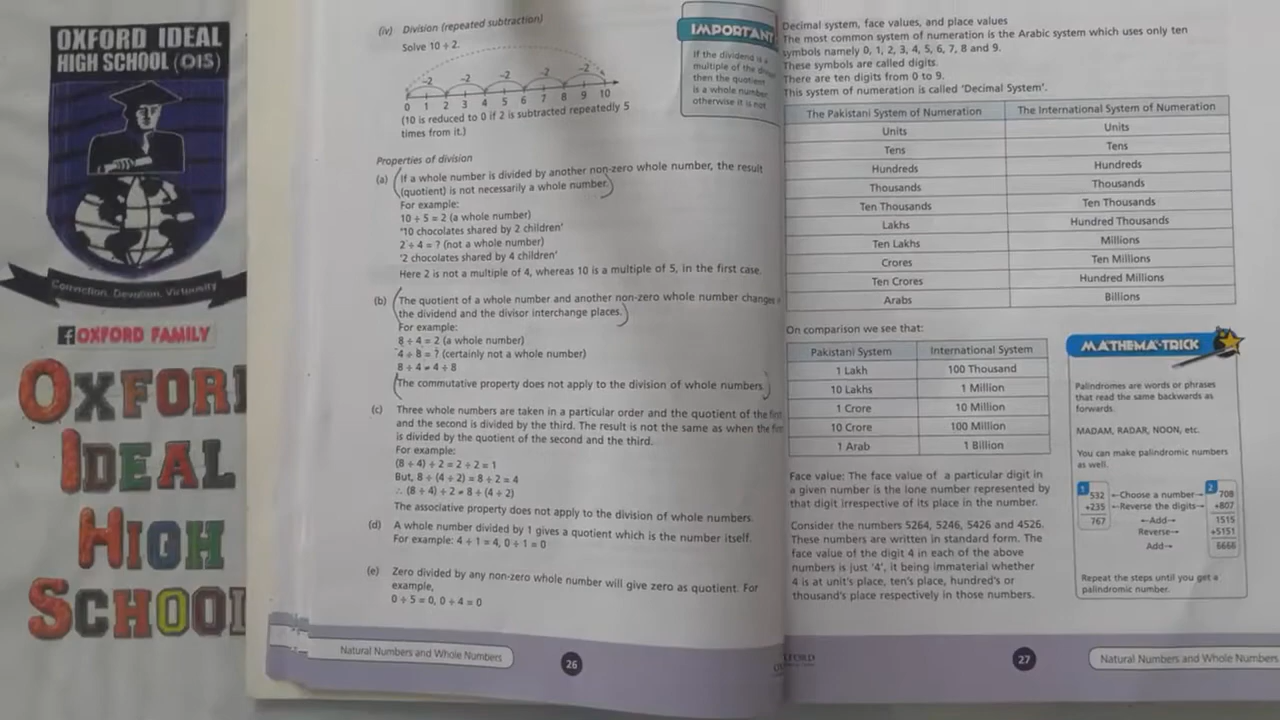 OXFORD IDEAL
HIGH SCHOOL (OIS)
Conviction, Devotion, Virtuosity
f OXFORD FAMILY
OXFOR
IDEAL
HIGH
SCHOOL
(iv) Division (repeated subtraction)
Solve 10 ÷ 2.
-2 -2 -2 -2 -2
0 1 2 3 4 5 6 7 8 9 10
(10 is reduced to 0 if 2 is subtracted repeatedly 5
times from it.)
IMPORTANT
If the dividend is a
multiple of the
then the quotient
is a whole number
otherwise it is not
Properties of division
(a) If a whole number is divided by another non-zero whole number, the result
(quotient) is not necessarily a whole number.
For example:
10 ÷ 5 = 2 (a whole number)
'10 chocolates shared by 2 children'
2 ÷ 4 = ? (not a whole number)
'2 chocolates shared by 4 children'
Here 2 is not a multiple of 4, whereas 10 is a multiple of 5, in the first case.
(b) The quotient of a whole number and another non-zero whole number changes
the dividend and the divisor interchange places.
For example:
8 ÷ 4 = 2 (a whole number)
4 ÷ 8 = ? (certainly not a whole number)
8 ÷ 4 ≠ 4 ÷ 8
The commutative property does not apply to the division of whole numbers.
(c) Three whole numbers are taken in a particular order and the quotient of the first
and the second is divided by the third. The result is not the same as when the
is divided by the quotient of the second and the third.
For example:
(8 ÷ 4) ÷ 2 = 2 ÷ 2 = 1
But, 8 ÷ (4 ÷ 2) = 8 ÷ 2 = 4
∴ (8 ÷ 4) ÷ 2 ≠ 8 ÷ (4 ÷ 2)
The associative property does not apply to the division of whole numbers.
(d) A whole number divided by 1 gives a quotient which is the number itself.
For example: 4 ÷ 1 = 4, 0 ÷ 1 = 0
(e) Zero divided by any non-zero whole number will give zero as quotient. For
example,
0 ÷ 5 = 0, 0 ÷ 4 = 0
Natural Numbers and Whole Numbers
26
Decimal system, face values, and place values
The most common system of numeration is the Arabic system which uses only ten
symbols namely 0, 1, 2, 3, 4, 5, 6, 7, 8 and 9.
These symbols are called digits.
There are ten digits from 0 to 9.
This system of numeration is called 'Decimal System'.
The Pakistani System of Numeration The International System of Numeration
Units Units
Tens Tens
Hundreds Hundreds
Thousands Thousands
Ten Thousands Ten Thousands
Lakhs Hundred Thousands
Ten Lakhs Millions
Crores Ten Millions
Ten Crores Hundred Millions
Arabs Billions
On comparison we see that:
Pakistani System International System
1 Lakh 100 Thousand
10 Lakhs 1 Million
1 Crore 10 Million
10 Crore 100 Million
1 Arab 1 Billion
Face value: The face value of a particular digit in
a given number is the lone number represented by
that digit irrespective of its place in the number.
Consider the numbers 5264, 5246, 5426 and 4526.
These numbers are written in standard form. The
face value of the digit 4 in each of the above
numbers is just '4', it being immaterial whether
4 is at unit's place, ten's place, hundred's or
thousand's place respectively in those numbers.
MATHEMA-TRICK
Palindromes are words or phrases
that read the same backwards as
forwards.
MADAM, RADAR, NOON, etc.
You can make palindromic numbers
as well.
1 2
532 ←Choose a number→ 708
+235 ←Reverse the digits→ +807
767 ←Add→ 1515
Reverse→ +5151
Add→ 6666
Repeat the steps until you get a
palindromic number.
27
Natural Numbers and Whole Numbers